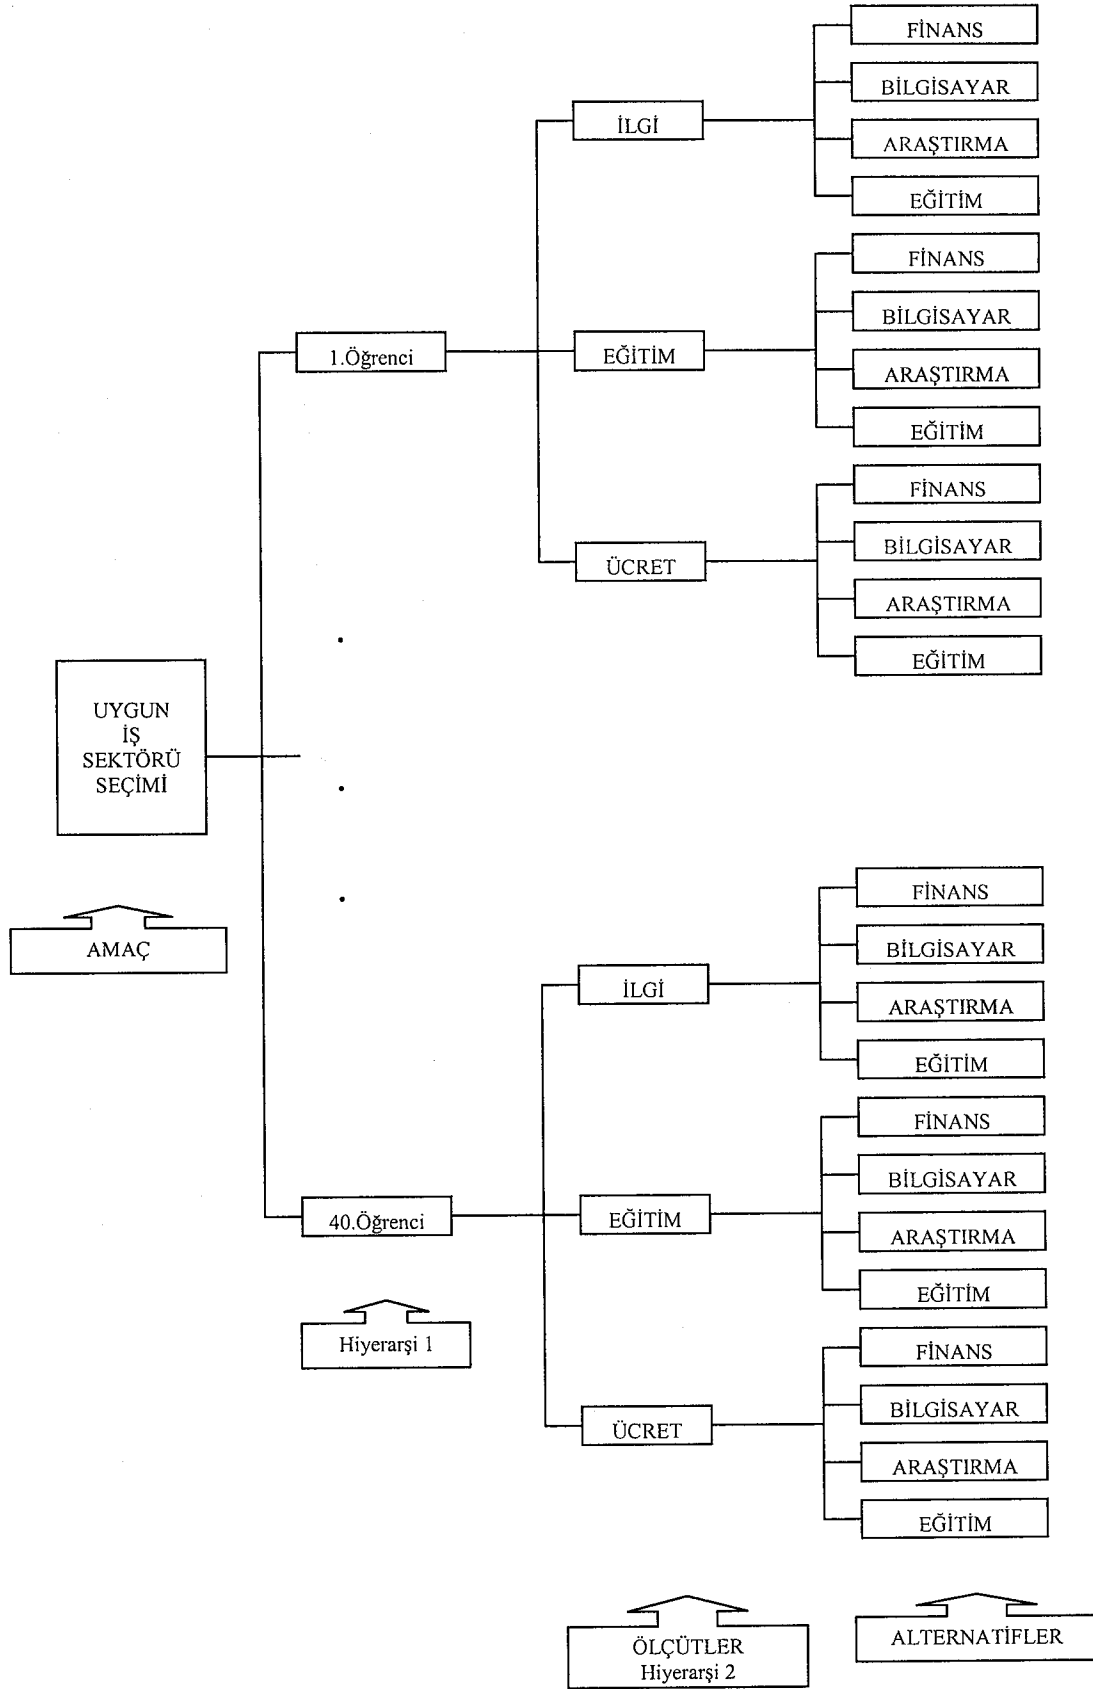 FİNANS
BİLGİSAYAR
İLGİ
ARAŞTIRMA
EĞİTİM
FİNANS
BİLGİSAYAR
1.Öğrenci
EĞİTİM
ARAŞTIRMA
EĞİTİM
FİNANS
BİLGİSAYAR
ÜCRET
ARAŞTIRMA
EĞİTİM
UYGUN
İŞ
SEKTÖRÜ
SEÇİMİ
AMAÇ
FİNANS
BİLGİSAYAR
İLGİ
ARAŞTIRMA
EĞİTİM
FİNANS
BİLGİSAYAR
40.Öğrenci
EĞİTİM
ARAŞTIRMA
EĞİTİM
Hiyerarşi 1
FİNANS
BİLGİSAYAR
ÜCRET
ARAŞTIRMA
EĞİTİM
ÖLÇÜTLER
Hiyerarşi 2
ALTERNATİFLER